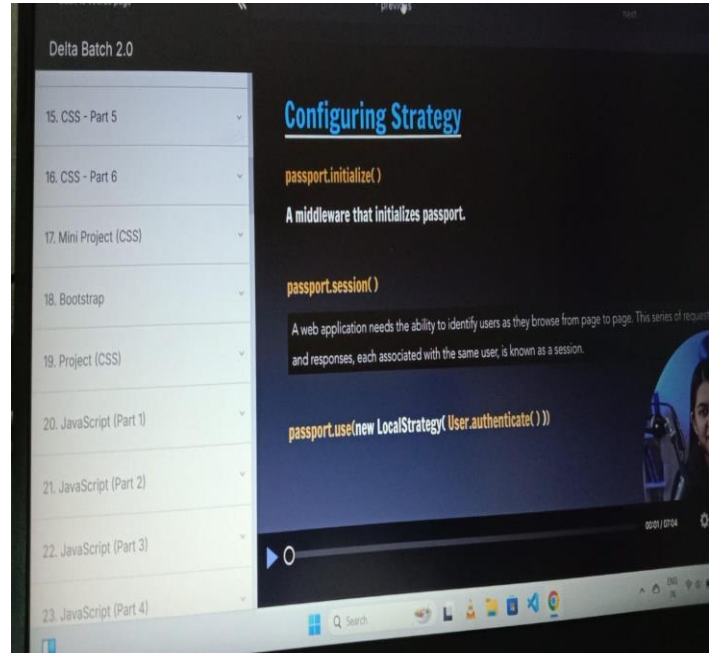 previous
next
Delta Batch 2.0
15. CSS - Part 5
16. CSS - Part 6
17. Mini Project (CSS)
18. Bootstrap
19. Project (CSS)
20. JavaScript (Part 1)
21. JavaScript (Part 2)
22. JavaScript (Part 3)
23. JavaScript (Part 4)
Configuring Strategy
passport.initialize( )
A middleware that initializes passport.
passport.session( )
A web application needs the ability to identify users as they browse from page to page. This series of request
and responses, each associated with the same user, is known as a session.
passport.use(new LocalStrategy( User.authenticate( ) ))
00:01 / 07:04
Search
ENG